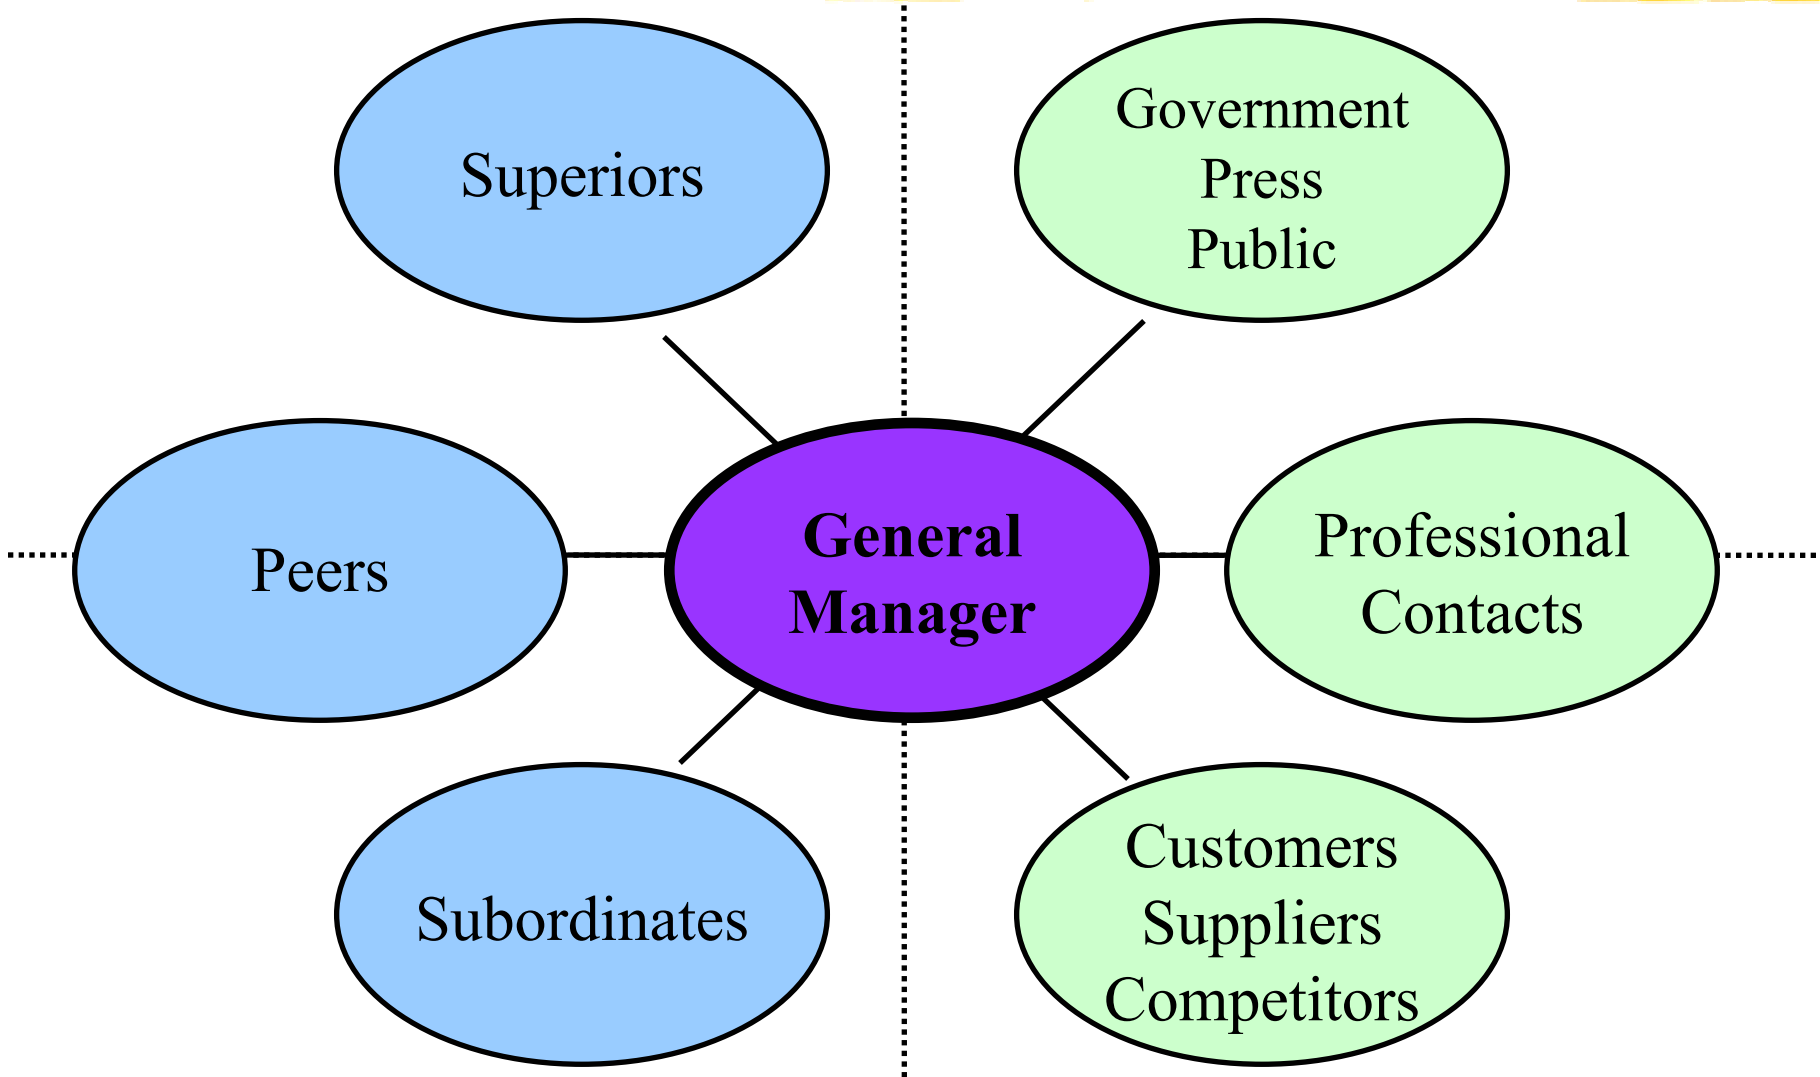 Superiors
Government
Press
Public
Peers
General
Manager
Professional
Contacts
Subordinates
Customers
Suppliers
Competitors